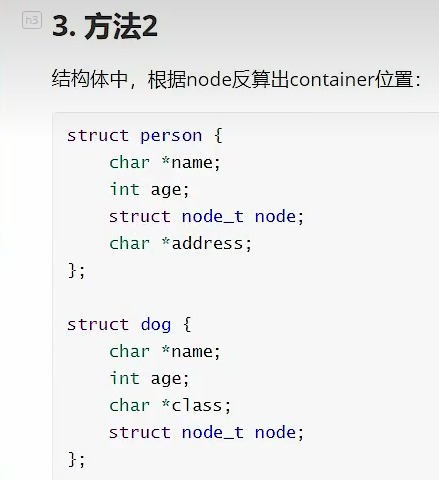 h3
3. 方法2
结构体中，根据node反算出container位置：
struct person {
    char *name;
    int age;
    struct node_t node;
    char *address;
};

struct dog {
    char *name;
    int age;
    char *class;
    struct node_t node;
};